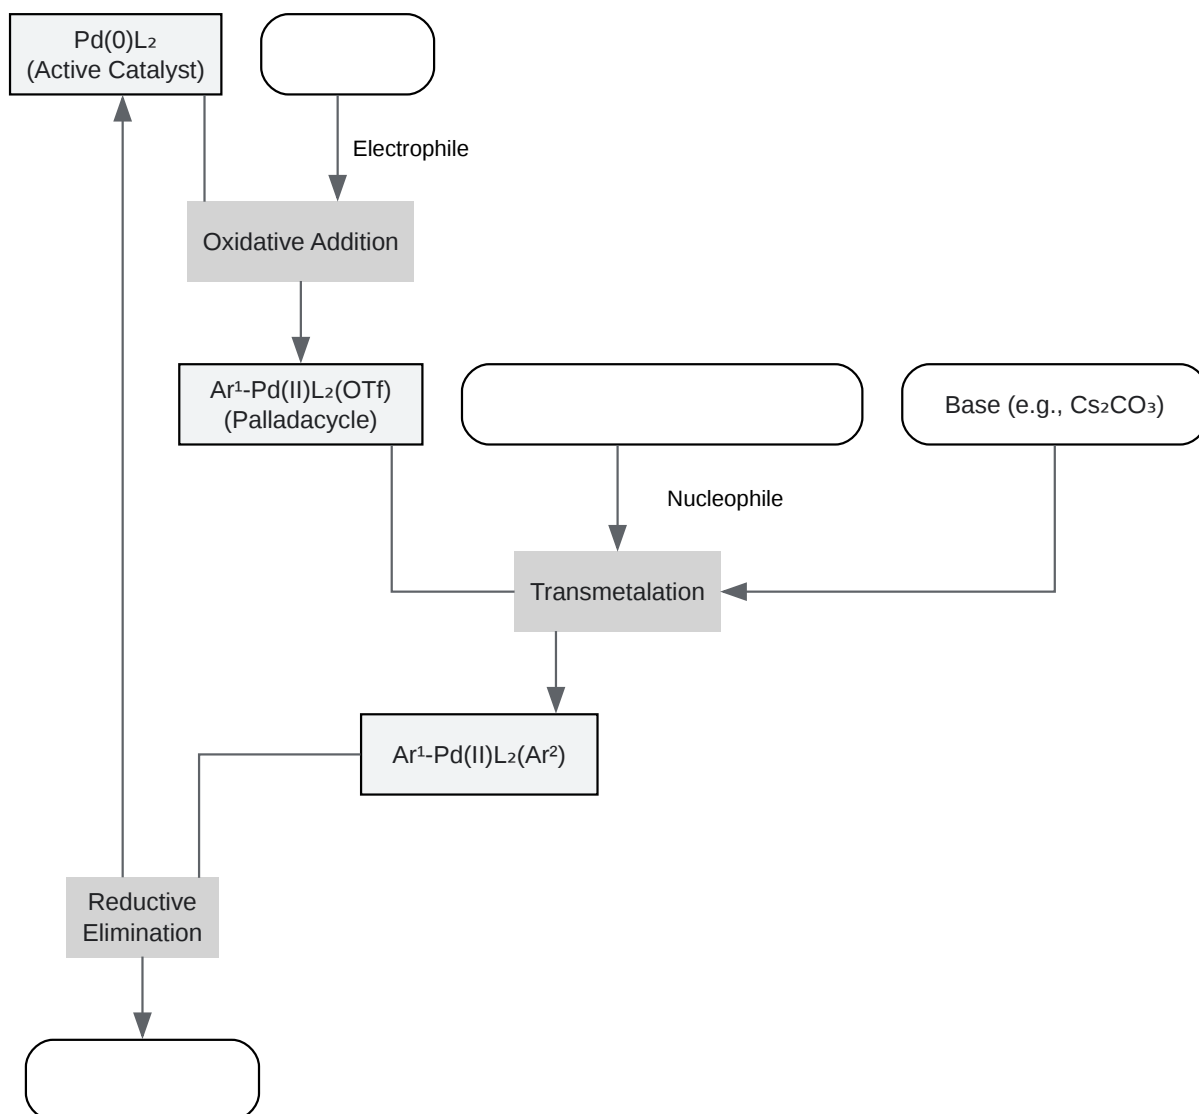 Pd(0)L₂
(Active Catalyst)
Electrophile
Oxidative Addition
Ar¹-Pd(II)L₂(OTf)
(Palladacycle)
Base (e.g., Cs₂CO₃)
Nucleophile
Transmetalation
Ar¹-Pd(II)L₂(Ar²)
Reductive
Elimination